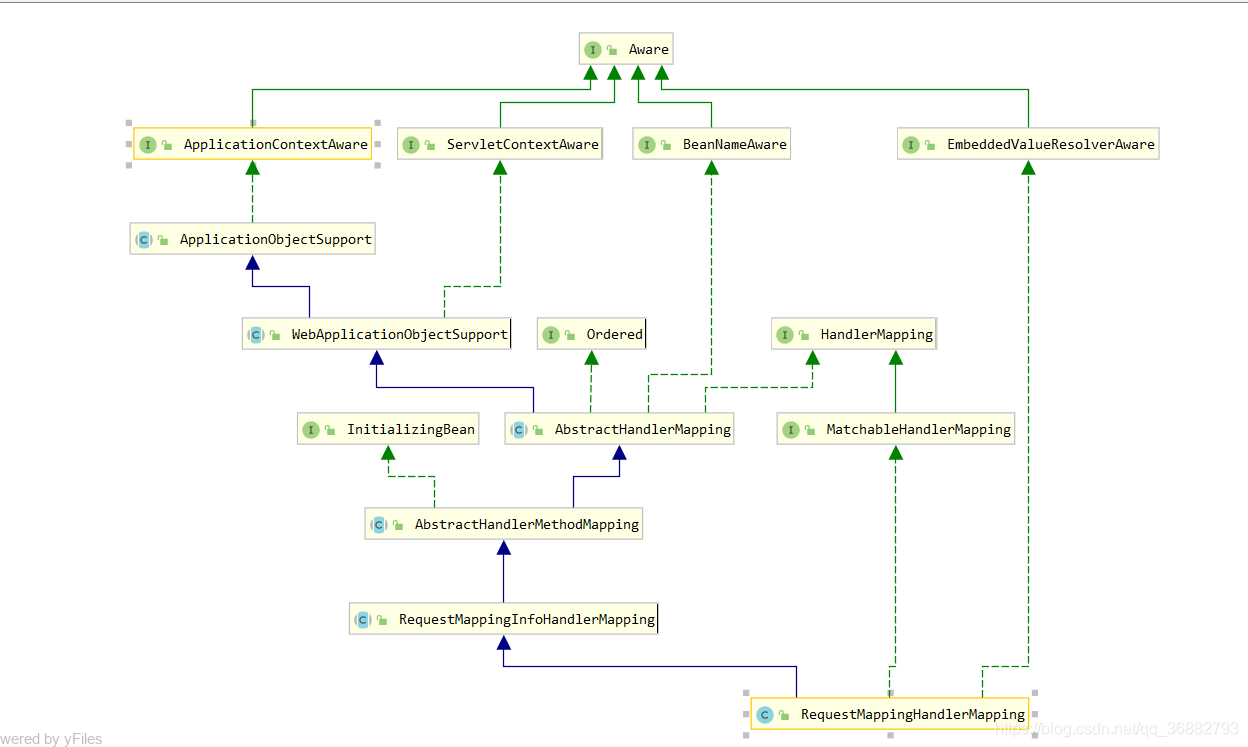 Aware
ApplicationContextAware
ServletContextAware
BeanNameAware
EmbeddedValueResolverAware
ApplicationObjectSupport
WebApplicationObjectSupport
Ordered
HandlerMapping
InitializingBean
AbstractHandlerMapping
MatchableHandlerMapping
AbstractHandlerMethodMapping
RequestMappingInfoHandlerMapping
RequestMappingHandlerMapping
https://blog.csdn.net/qq_36882793
wered by yFiles